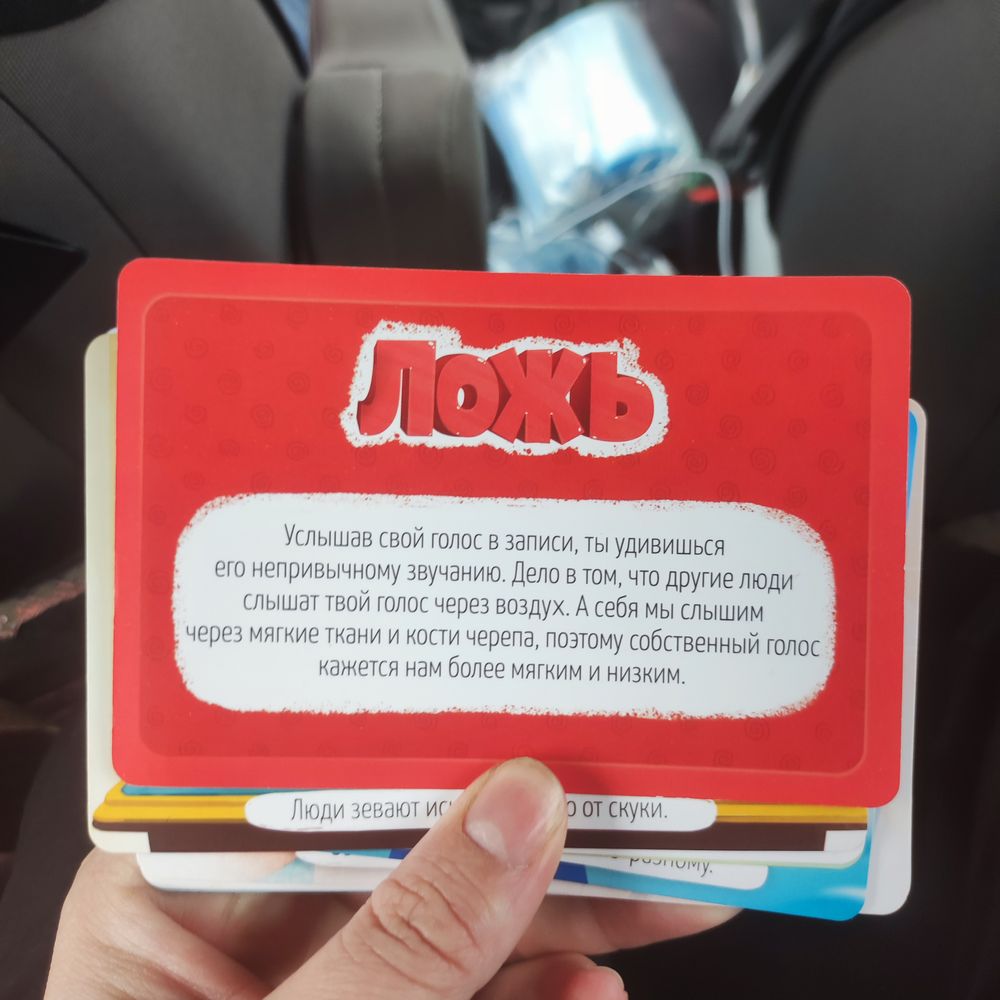 Ложь
Услышав свой голос в записи, ты удивишься
его непривычному звучанию. Дело в том, что другие люди
слышат твой голос через воздух. А себя мы слышим
через мягкие ткани и кости черепа, поэтому собственный голос
кажется нам более мягким и низким.
Люди зевают от скуки.
разному.